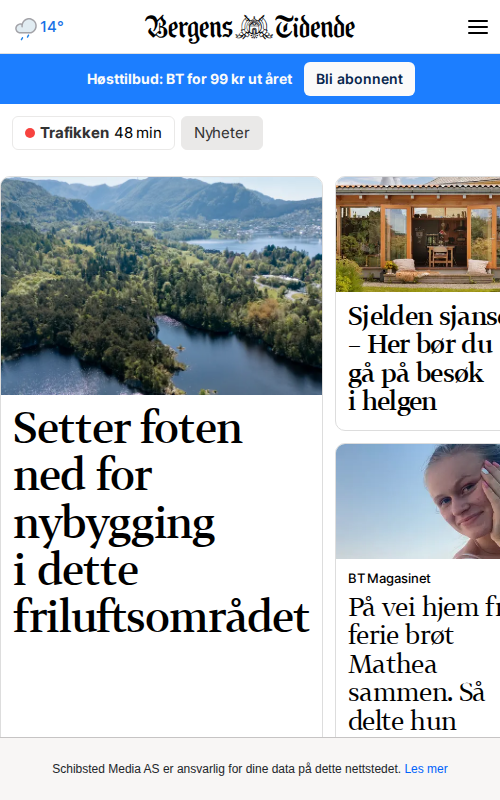 14°
Bergens Tidende
Høsttilbud: BT for 99 kr ut året
Bli abonnent
Trafikken 48 min
Nyheter
Setter foten
ned for
nybygging
i dette
friluftsområdet
Sjelden
– Her bør du
gå på besøk
i helgen
BT Magasinet
På vei hjem
ferie brøt
Mathea
sammen. Så
delte hun
Schibsted Media AS er ansvarlig for dine data på dette nettstedet. Les mer